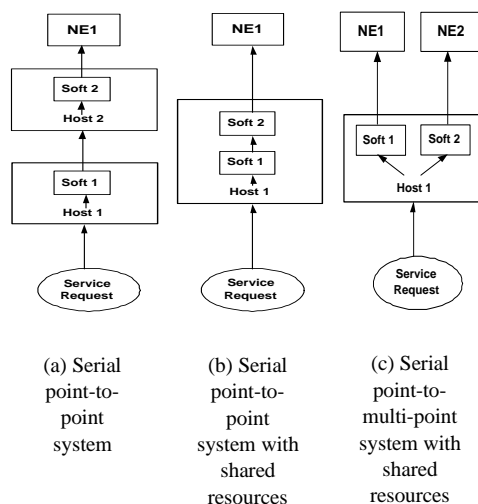 NE1
Soft 2
Host 2
Soft 1
Host 1
Service
Request
(a) Serial
point-to-
point
system
NE1
Soft 2
Soft 1
Host 1
Service
Request
(b) Serial
point-to-
point
system with
shared
resources
NE1
NE2
Soft 1
Soft 2
Host 1
Service
Request
(c) Serial
point-to-
multi-point
system with
shared
resources